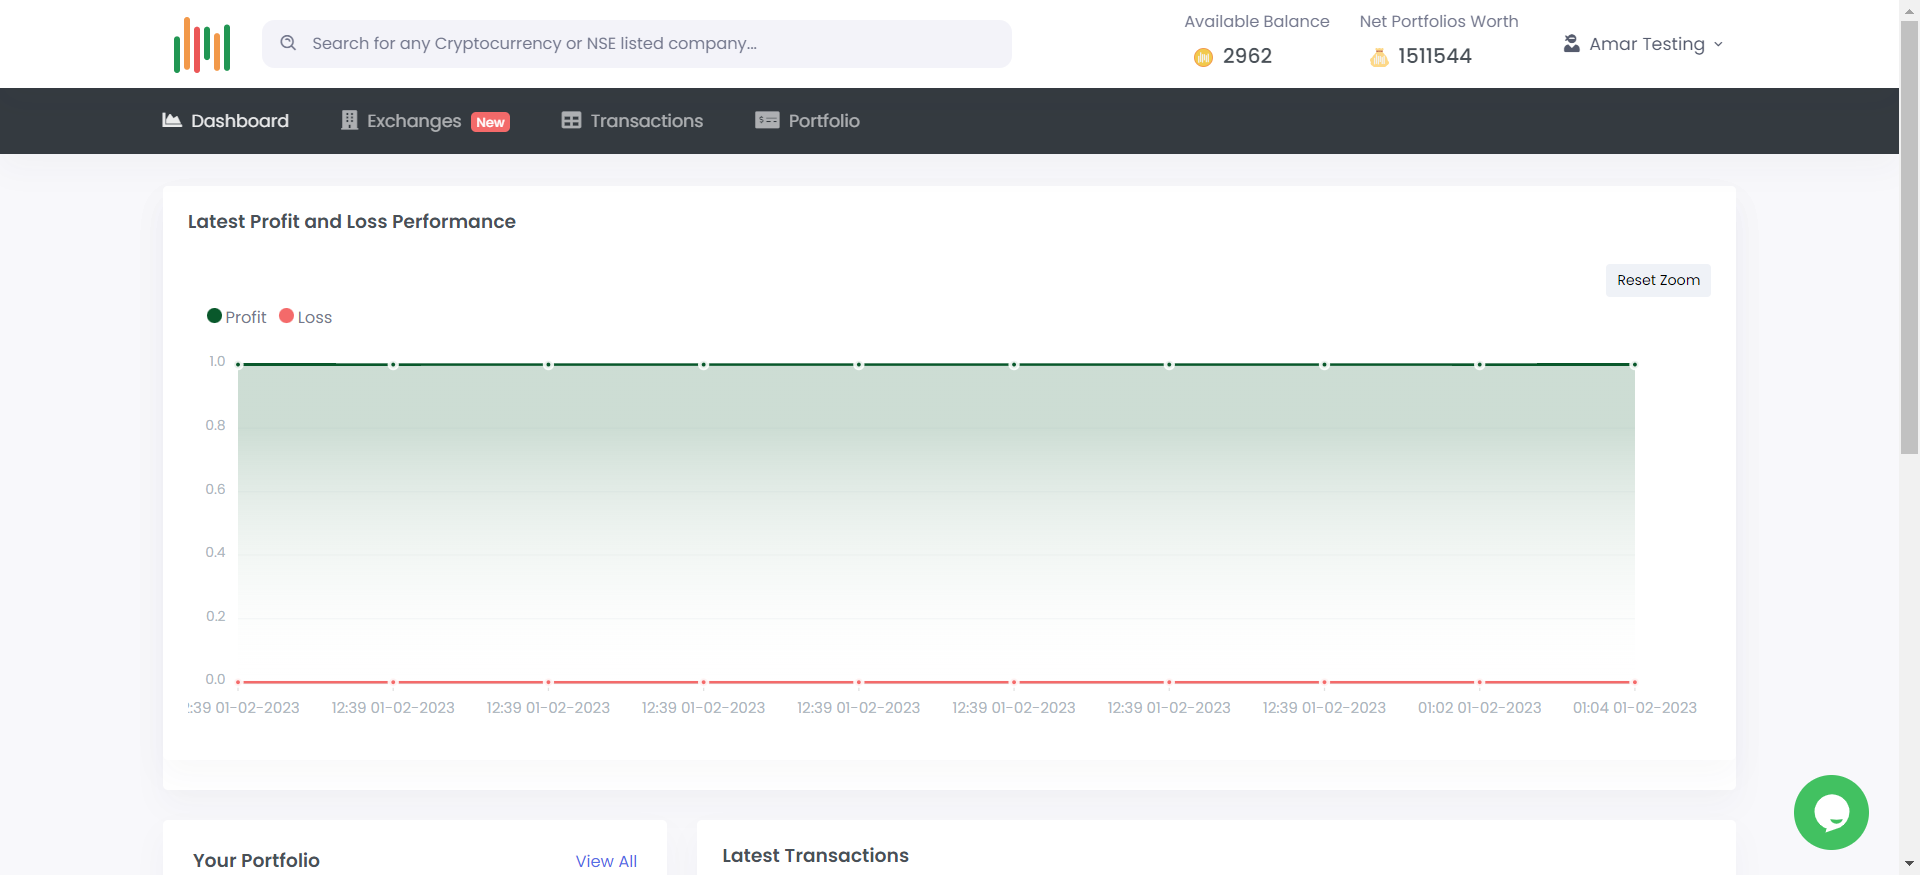 Search for any Cryptocurrency or NSE listed company...
Available Balance
2962
Net Portfolios Worth
1511544
Amar Testing
Dashboard
Exchanges New
Transactions
Portfolio
Latest Profit and Loss Performance
Reset Zoom
Profit Loss
1.0
0.8
0.6
0.4
0.2
0.0
:39 01-02-2023 12:39 01-02-2023 12:39 01-02-2023 12:39 01-02-2023 12:39 01-02-2023 12:39 01-02-2023 12:39 01-02-2023 12:39 01-02-2023 01:02 01-02-2023 01:04 01-02-2023
Your Portfolio
View All
Latest Transactions